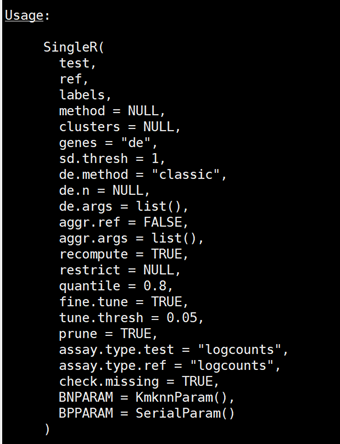 Usage:
SingleR(
test,
ref,
labels,
method = NULL,
clusters = NULL,
genes = "de",
sd.thresh = 1,
de.method = "classic",
de.n = NULL,
de.args = list(),
aggr.ref = FALSE,
aggr.args = list(),
recompute = TRUE,
restrict = NULL,
quantile = 0.8,
fine.tune = TRUE,
tune.thresh = 0.05,
prune = TRUE,
assay.type.test = "logcounts",
assay.type.ref = "logcounts",
check.missing = TRUE,
BNPARAM = KmknnParam(),
BPPARAM = SerialParam()
)